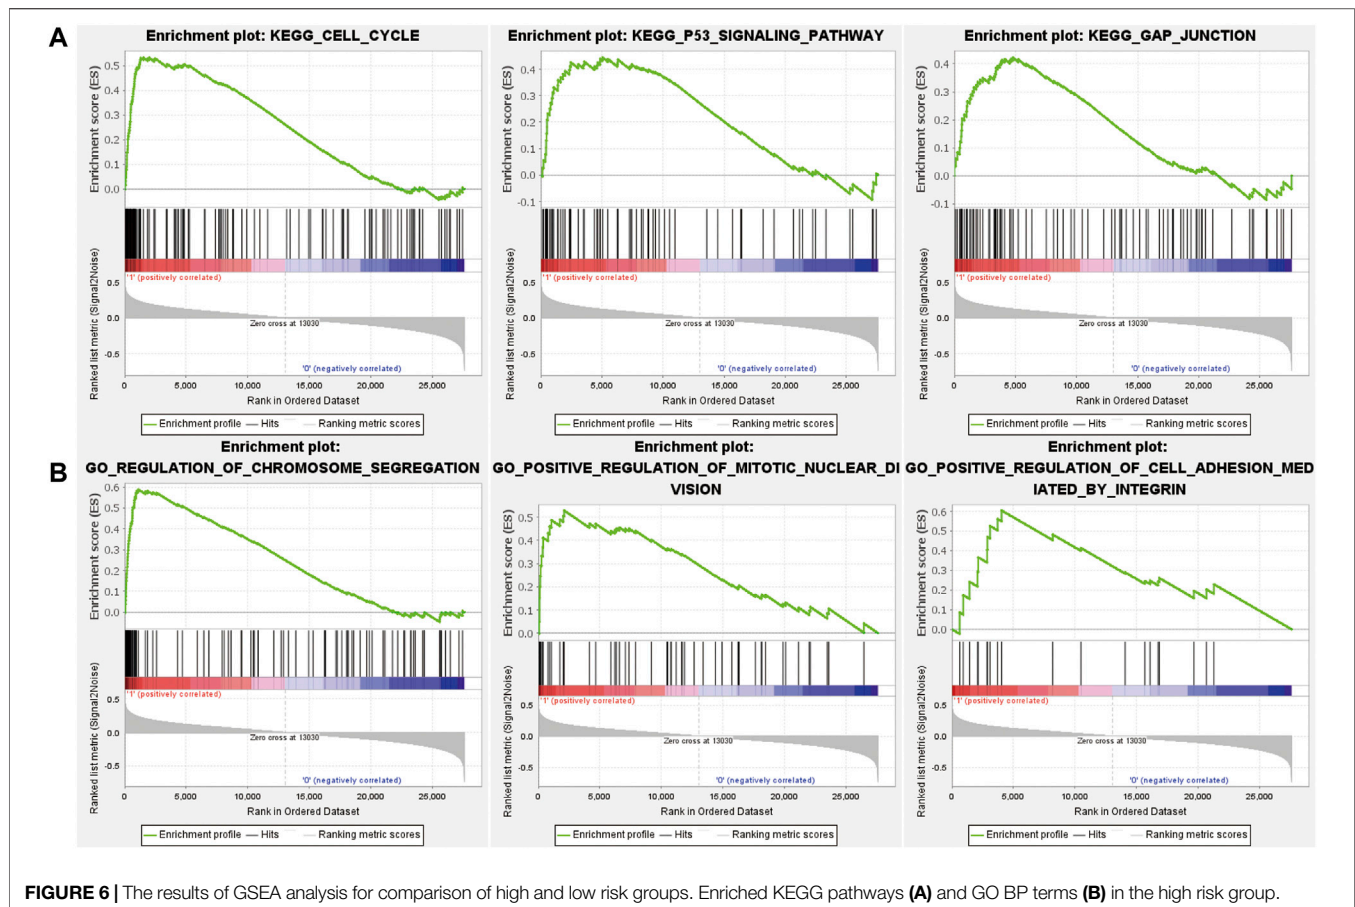 A
Enrichment plot: KEGG_CELL_CYCLE
Enrichment score (ES)
0.5
0.4
0.3
0.2
0.1
0.0
'1' (positively correlated)
Ranked list metric (Signal2Noise)
0.5
0.0
-0.5
Zero cross at 13030
'0' (negatively correlated)
0 5,000 10,000 15,000 20,000 25,000
Rank in Ordered Dataset
Enrichment profile Hits Ranking metric scores
Enrichment plot: KEGG_P53_SIGNALING_PATHWAY
Enrichment score (ES)
0.4
0.3
0.2
0.1
0.0
-0.1
'1' (positively correlated)
Ranked list metric (Signal2Noise)
0.5
0.0
-0.5
Zero cross at 13030
'0' (negatively correlated)
0 5,000 10,000 15,000 20,000 25,000
Rank in Ordered Dataset
Enrichment profile Hits Ranking metric scores
Enrichment plot: KEGG_GAP_JUNCTION
Enrichment score (ES)
0.4
0.3
0.2
0.1
0.0
-0.1
'1' (positively correlated)
Ranked list metric (Signal2Noise)
0.5
0.0
-0.5
Zero cross at 13030
'0' (negatively correlated)
0 5,000 10,000 15,000 20,000 25,000
Rank in Ordered Dataset
Enrichment profile Hits Ranking metric scores
B
Enrichment plot:
GO_REGULATION_OF_CHROMOSOME_SEGREGATION
Enrichment score (ES)
0.6
0.5
0.4
0.3
0.2
0.1
0.0
'1' (positively correlated)
Ranked list metric (Signal2Noise)
0.5
0.0
-0.5
Zero cross at 13030
'0' (negatively correlated)
0 5,000 10,000 15,000 20,000 25,000
Rank in Ordered Dataset
Enrichment profile Hits Ranking metric scores
Enrichment plot:
GO_POSITIVE_REGULATION_OF_MITOTIC_NUCLEAR_DI
VISION
Enrichment score (ES)
0.5
0.4
0.3
0.2
0.1
0.0
'1' (positively correlated)
Ranked list metric (Signal2Noise)
0.5
0.0
-0.5
Zero cross at 13030
'0' (negatively correlated)
0 5,000 10,000 15,000 20,000 25,000
Rank in Ordered Dataset
Enrichment profile Hits Ranking metric scores
Enrichment plot:
GO_POSITIVE_REGULATION_OF_CELL_ADHESION_MED
IATED_BY_INTEGRIN
Enrichment score (ES)
0.6
0.5
0.4
0.3
0.2
0.1
0.0
'1' (positively correlated)
Ranked list metric (Signal2Noise)
0.5
0.0
-0.5
Zero cross at 13030
'0' (negatively correlated)
0 5,000 10,000 15,000 20,000 25,000
Rank in Ordered Dataset
Enrichment profile Hits Ranking metric scores
FIGURE 6 | The results of GSEA analysis for comparison of high and low risk groups. Enriched KEGG pathways (A) and GO BP terms (B) in the high risk group.